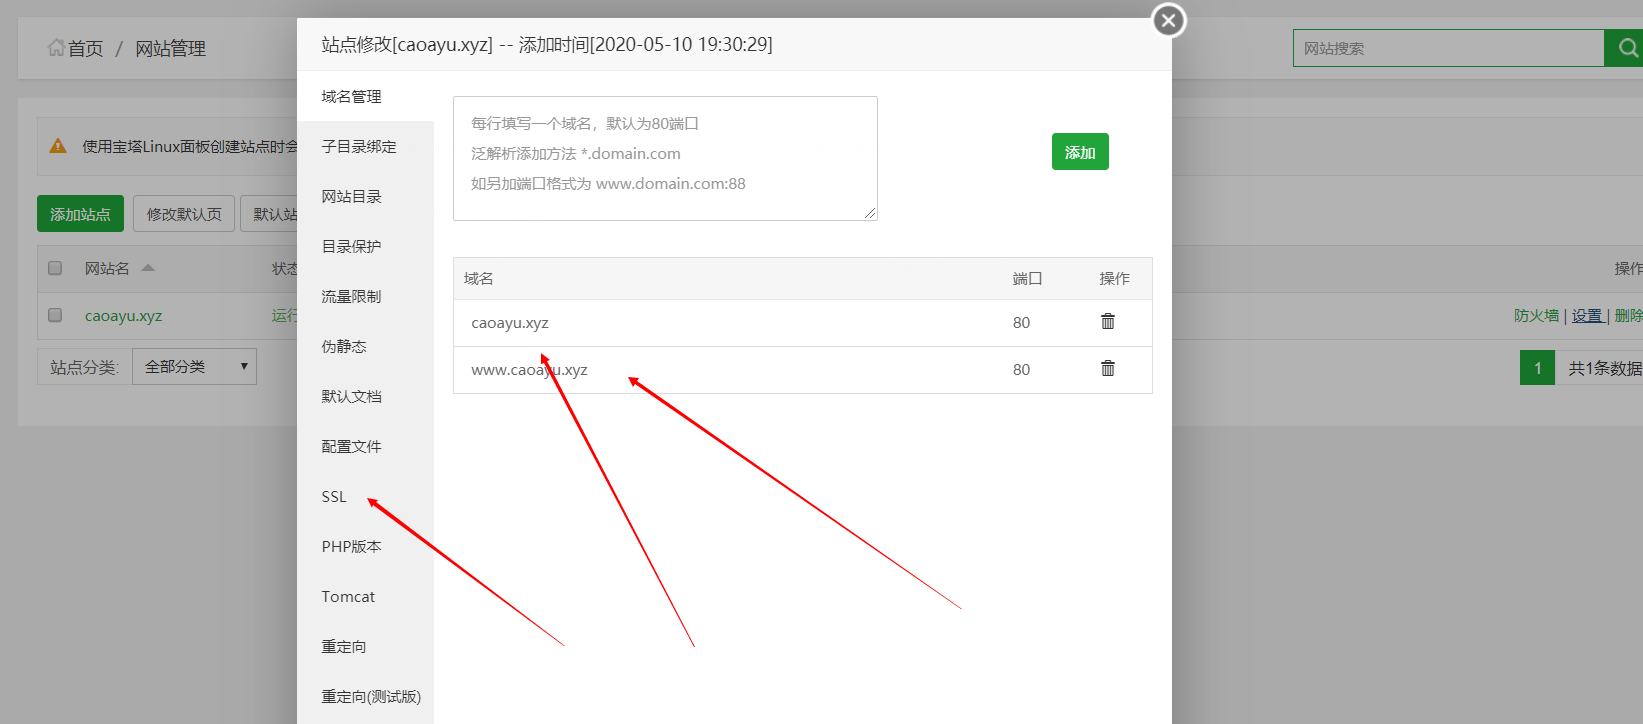 站点修改[caoayu.xyz] -- 添加时间[2020-05-10 19:30:29]
首页 / 网站管理
网站搜索
域名管理
子目录绑定
网站目录
目录保护
流量限制
伪静态
默认文档
配置文件
SSL
PHP版本
Tomcat
重定向
重定向(测试版)
每行填写一个域名，默认为80端口
泛解析添加方法 *.domain.com
如另加端口格式为 www.domain.com:88
添加
域名 端口 操作
caoayu.xyz 80
www.caoayu.xyz 80
使用宝塔Linux面板创建站点时会
添加站点 修改默认页 默认站
网站名 状态 操作
caoayu.xyz 运行 防火墙 | 设置 | 删除
站点分类: 全部分类 1 共1条数据